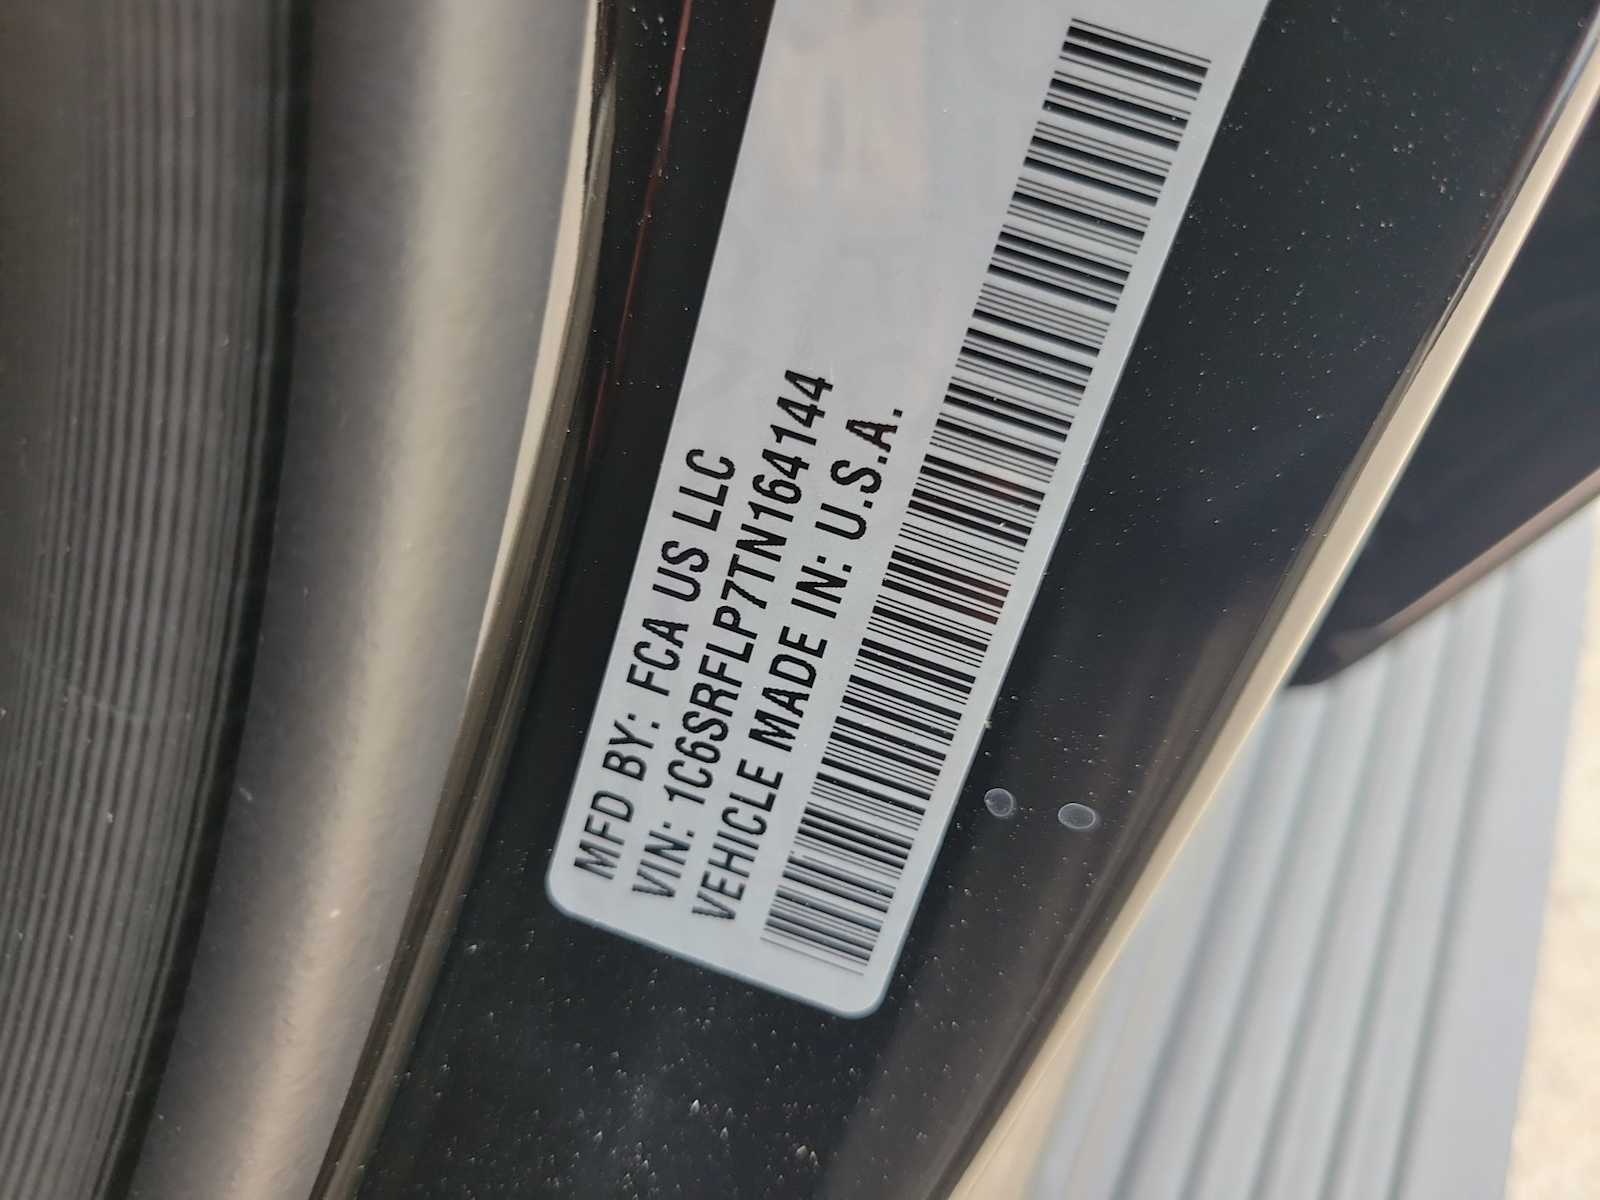 MFD BY: FCA US LLC
VIN: 1C6SRFLP7TN164144
VEHICLE MADE IN: U.S.A.